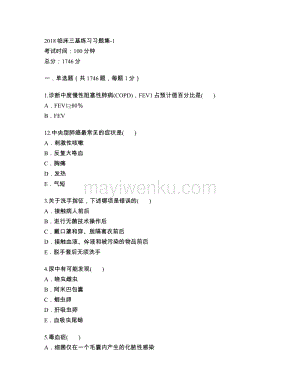 2018临床三基练习习题集-1
考试时间：100分钟
总分：1746分
一．单选题（共1746题，每题1分）
1.诊断中度慢性阻塞性肺病(COPD)，FEV1占预计值百分比是( )
A．FEV1≥80％
B．FEV
12.中央型肺癌最常见的症状是( )
A．刺激性咳嗽
B．反复大咯血
C．胸痛
D．发热
E．气短
mayiwenku.com
3.关于洗手指征，下述哪项是错误的( )
A．接触病人前后
B．进行无菌技术操作后
C．戴口罩和穿、脱隔离衣前后
D．接触血液、体液和被污染的物品前后
E．脱手套后无须洗手
4.尿中有可能发现( )
A．蛲虫雌虫
B．阿米巴包囊
C．蛔虫卵
D．肝吸虫卵
E．血吸虫尾蚴
5.毒血症( )
A．细菌仅在一个毛囊内产生的化脓性感染